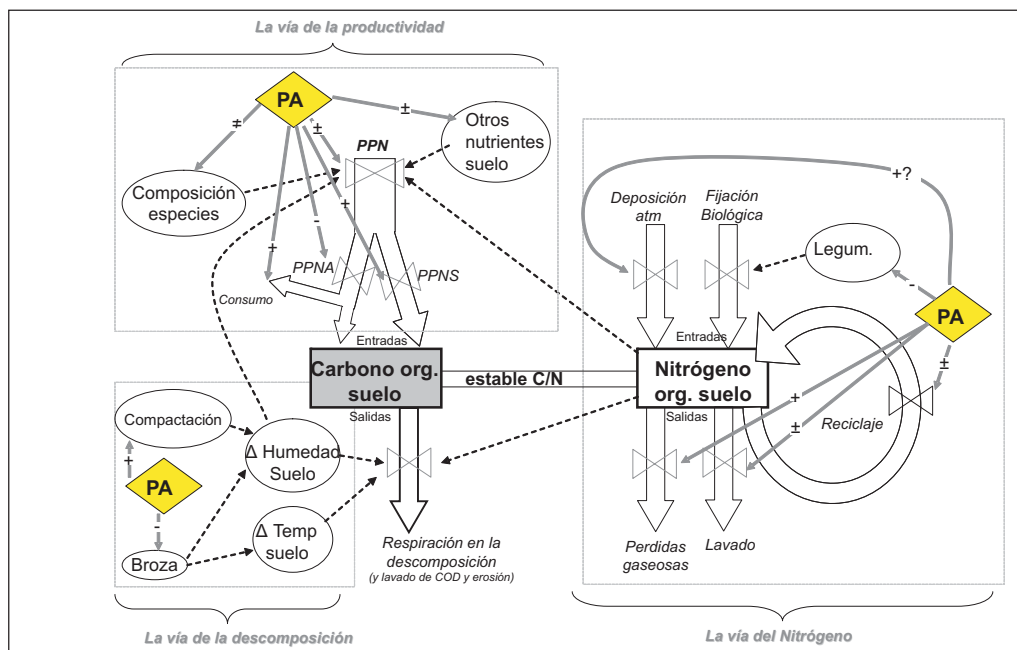 La vía de la productividad
PA
≠
±
±
Otros
nutrientes
suelo
PPN
Composición
especies
+
-
+
PPNA
PPNS
Consumo
Entradas
Carbono org.
suelo
Salidas
estable C/N
Compactación
+
PA
-
Broza
Δ Humedad
Suelo
Δ Temp
suelo
Respiración en la
descomposición
(y lavado de COD y erosión)
La vía de la descomposición
+?
Deposición
atm
Fijación
Biológica
Legum.
-
PA
±
Entradas
Nitrógeno
org. suelo
Salidas
+
±
Reciclaje
Perdidas
gaseosas
Lavado
La vía del Nitrógeno